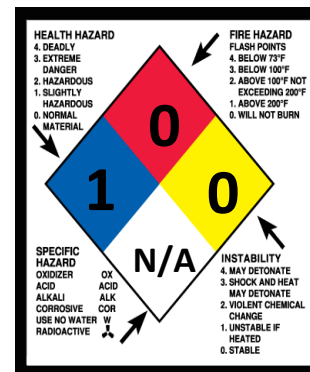 HEALTH HAZARD
4. DEADLY
3. EXTREME
DANGER
2. HAZARDOUS
1. SLIGHTLY
HAZARDOUS
0. NORMAL
MATERIAL
FIRE HAZARD
FLASH POINTS
4. BELOW 73°F
3. BELOW 100°F
2. ABOVE 100°F NOT
EXCEEDING 200°F
1. ABOVE 200°F
0. WILL NOT BURN
0
1
0
N/A
SPECIFIC
HAZARD
OXIDIZER OX
ACID ACID
ALKALI ALK
CORROSIVE COR
USE NO WATER W
RADIOACTIVE
INSTABILITY
4. MAY DETONATE
3. SHOCK AND HEAT
MAY DETONATE
2. VIOLENT CHEMICAL
CHANGE
1. UNSTABLE IF
HEATED
0. STABLE